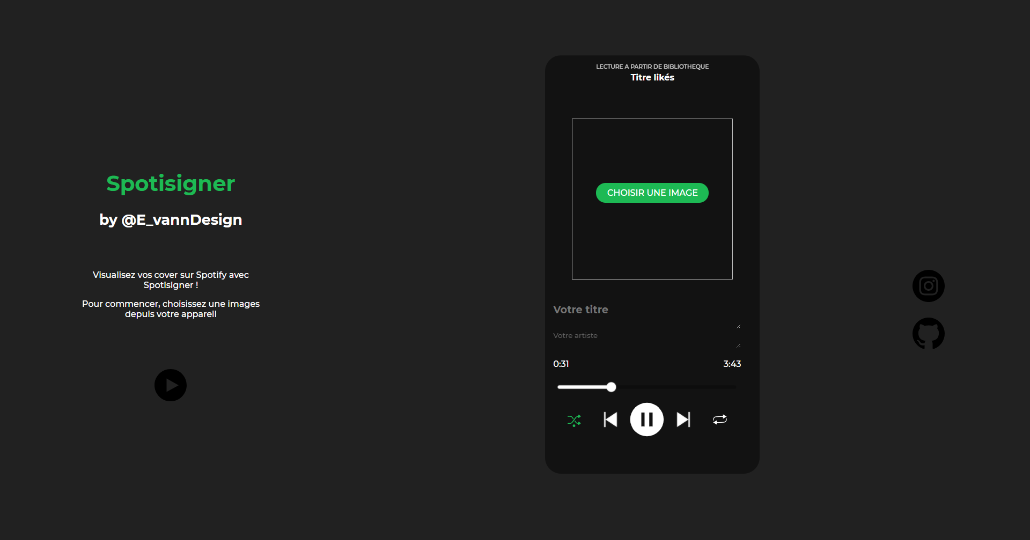 Spotisigner
by @E_vannDesign
Visualisez vos cover sur Spotify avec
Spotisigner !
Pour commencer, choisissez une images
depuis votre appareil
LECTURE A PARTIR DE BIBLIOTHEQUE
Titre likés
CHOISIR UNE IMAGE
Votre titre
Votre artiste
0:31
3:43